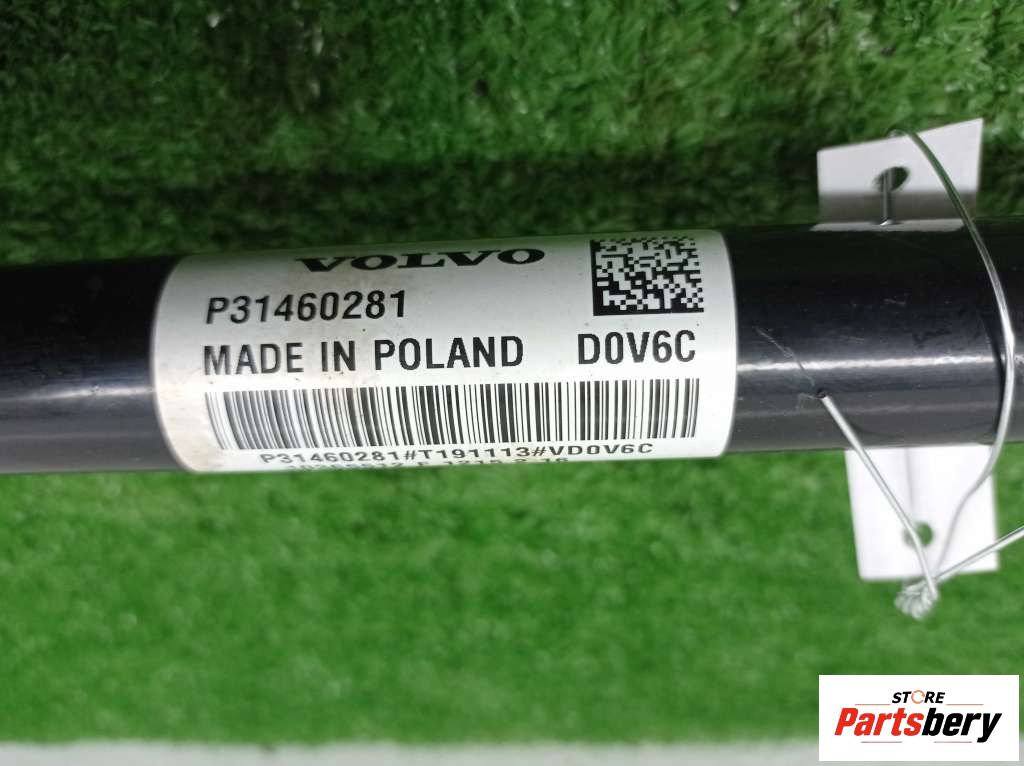 VOLVO
P31460281
MADE IN POLAND D0V6C
P31460281#T191113#VD0V6C
STORE
Partsbery